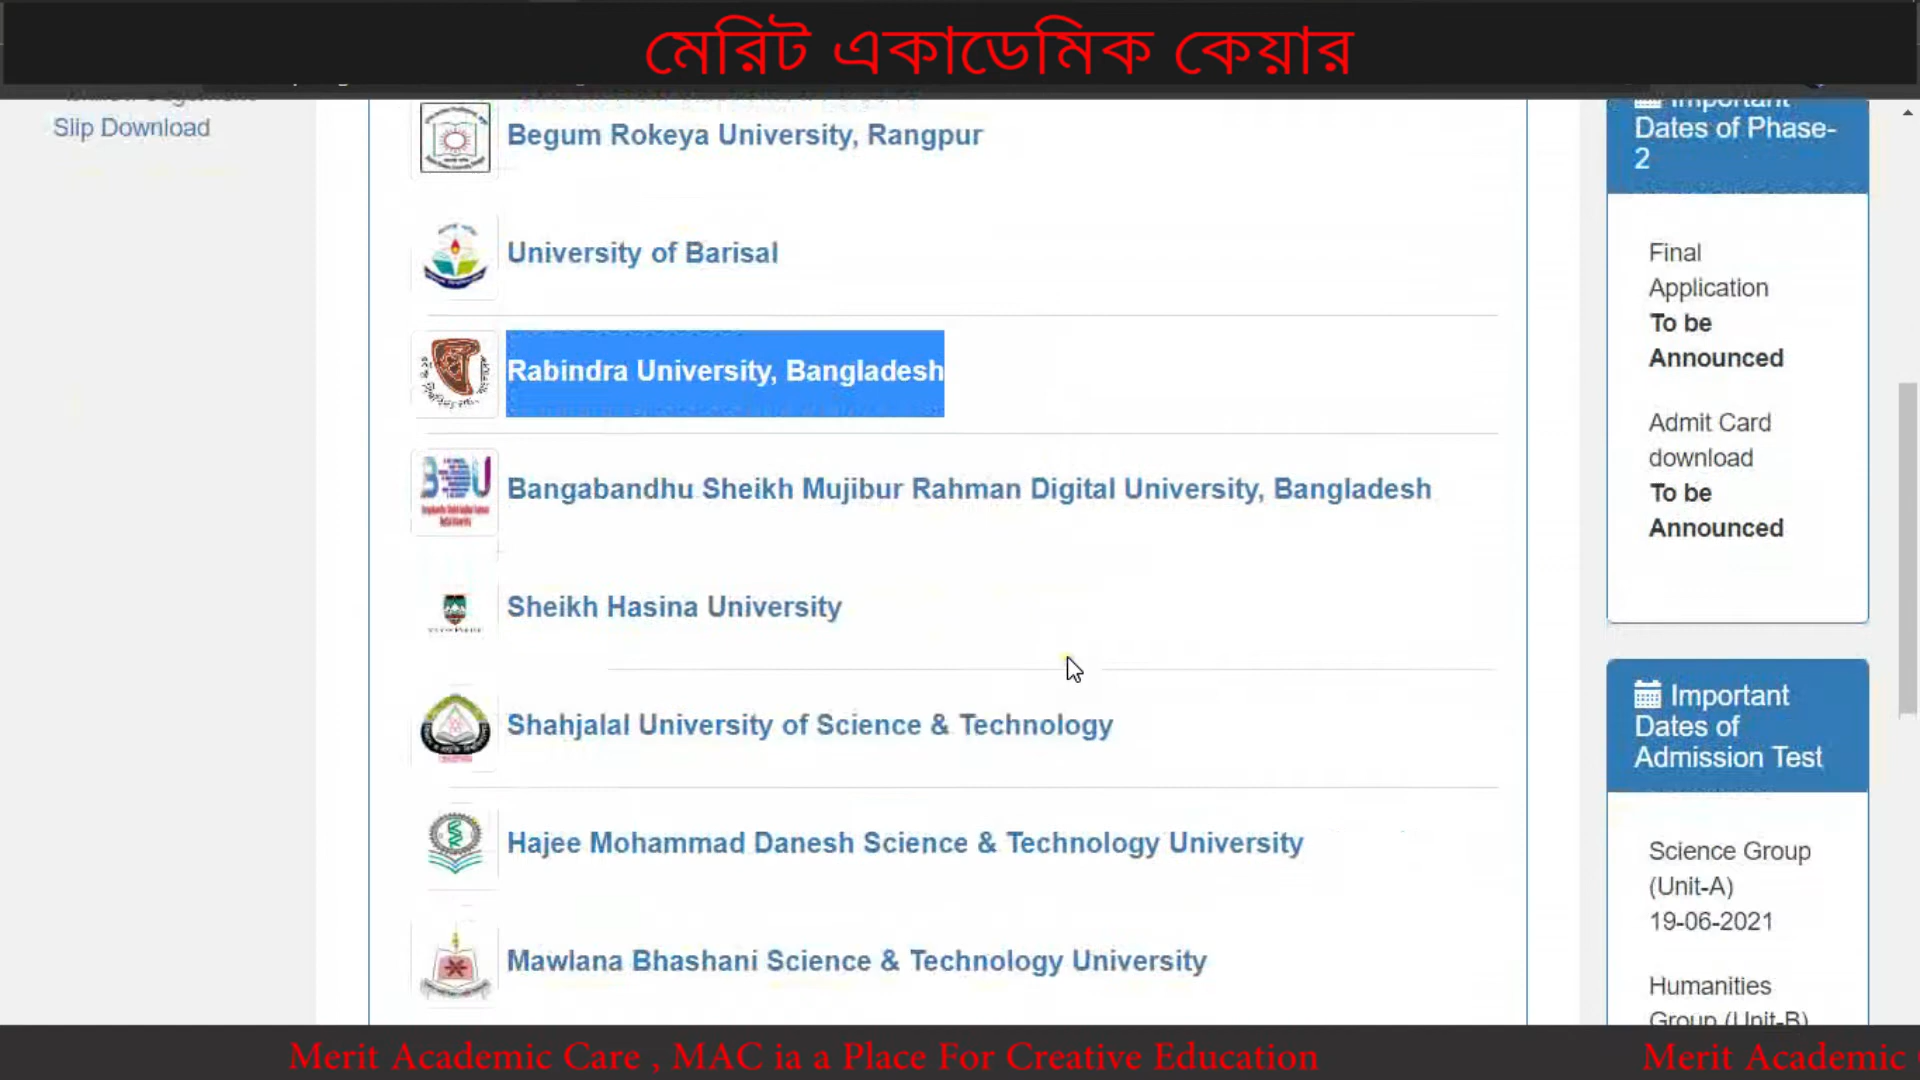 মেরিট একাডেমিক কেয়ার
Slip Download
Begum Rokeya University, Rangpur
University of Barisal
Rabindra University, Bangladesh
Bangabandhu Sheikh Mujibur Rahman Digital University, Bangladesh
Sheikh Hasina University
Shahjalal University of Science & Technology
Hajee Mohammad Danesh Science & Technology University
Mawlana Bhashani Science & Technology University
Important
Dates of Phase-
2
Final
Application
To be
Announced
Admit Card
download
To be
Announced
Important
Dates of
Admission Test
Science Group
(Unit-A)
19-06-2021
Humanities
Group (Unit-B)
Merit Academic Care , MAC ia a Place For Creative Education
Merit Academic